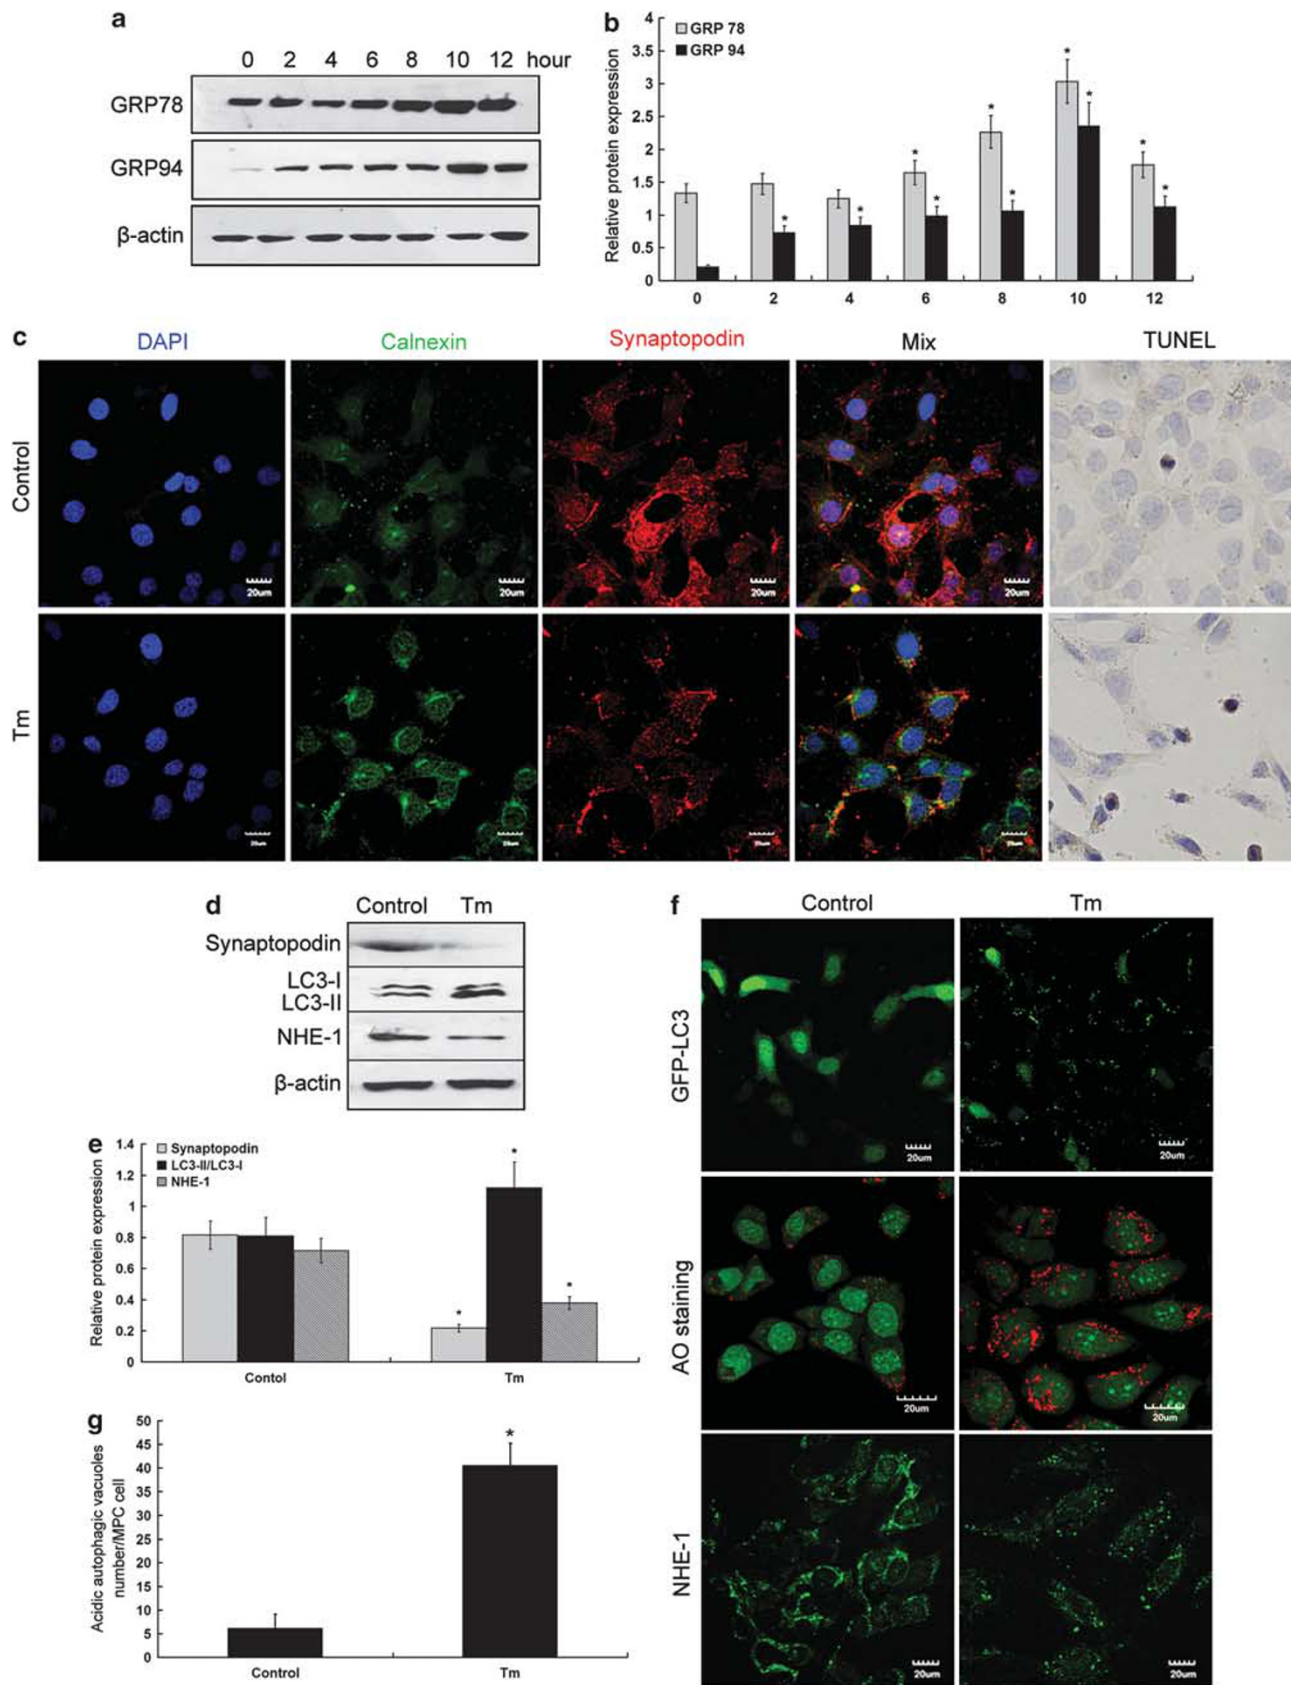 a
0 2 4 6 8 10 12 hour
GRP78
GRP94
β-actin
b
4
3.5
3
2.5
2
1.5
1
0.5
0
Relative protein expression
GRP 78
GRP 94
* * * * * * * * * *
0 2 4 6 8 10 12
c
DAPI Calnexin Synaptopodin Mix TUNEL
Control
20um 20um 20um 20um
Tm
20um 20um 20um
d
Control Tm
Synaptopodin
LC3-I
LC3-II
NHE-1
β-actin
e
1.4
1.2
1
0.8
0.6
0.4
0.2
0
Relative protein expression
Synaptopodin
LC3-II/LC3-I
NHE-1
* * *
Contol Tm
g
50
45
40
35
30
25
20
15
10
5
0
Acidic autophagic vacuoles
number/MPC cell
*
Control Tm
f
Control Tm
GFP-LC3
20um 20um
AO staining
20um 20um
NHE-1
20um 20um